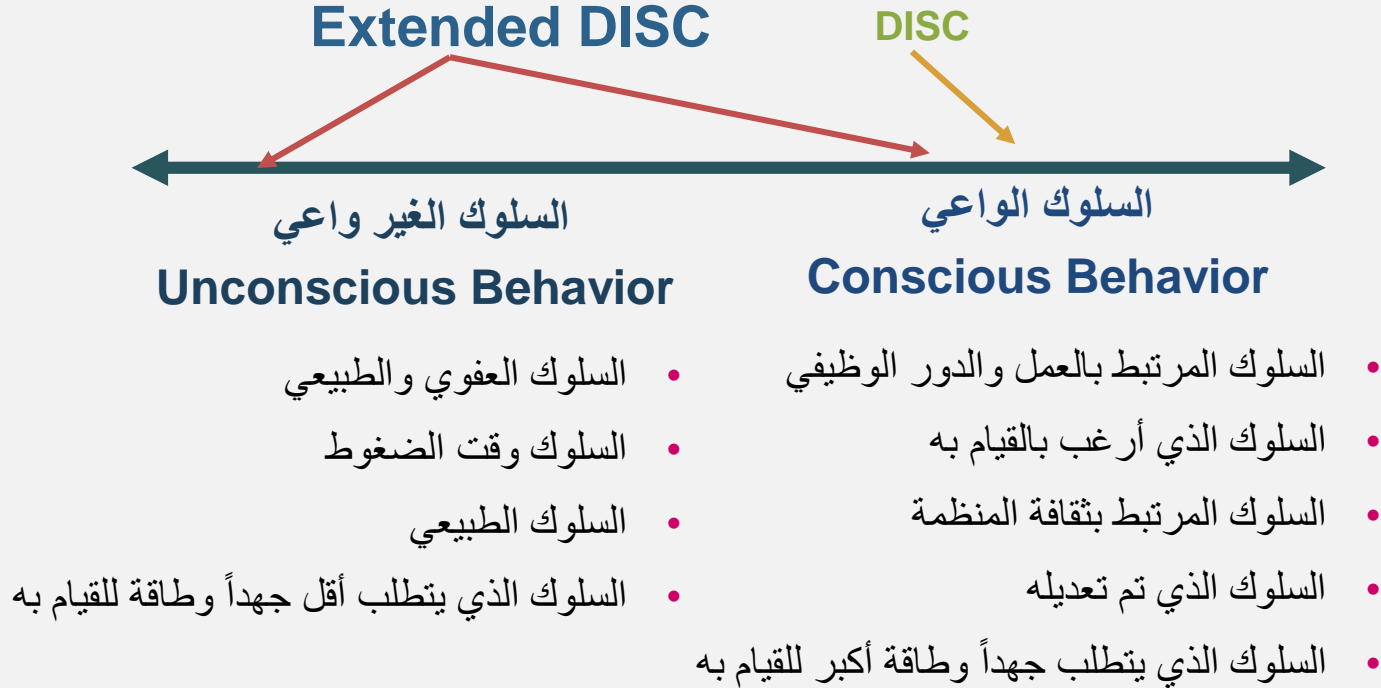 Extended DISC
DISC
السلوك الواعي
Conscious Behavior
السلوك المرتبط بالعمل والدور الوظيفي
السلوك الذي أرغب بالقيام به
السلوك المرتبط بثقافة المنظمة
السلوك الذي تم تعديله
السلوك الذي يتطلب جهداً وطاقة أكبر للقيام به
السلوك الغير واعي
Unconscious Behavior
السلوك العفوي والطبيعي
السلوك وقت الضغوط
السلوك الطبيعي
السلوك الذي يتطلب أقل جهداً وطاقة للقيام به